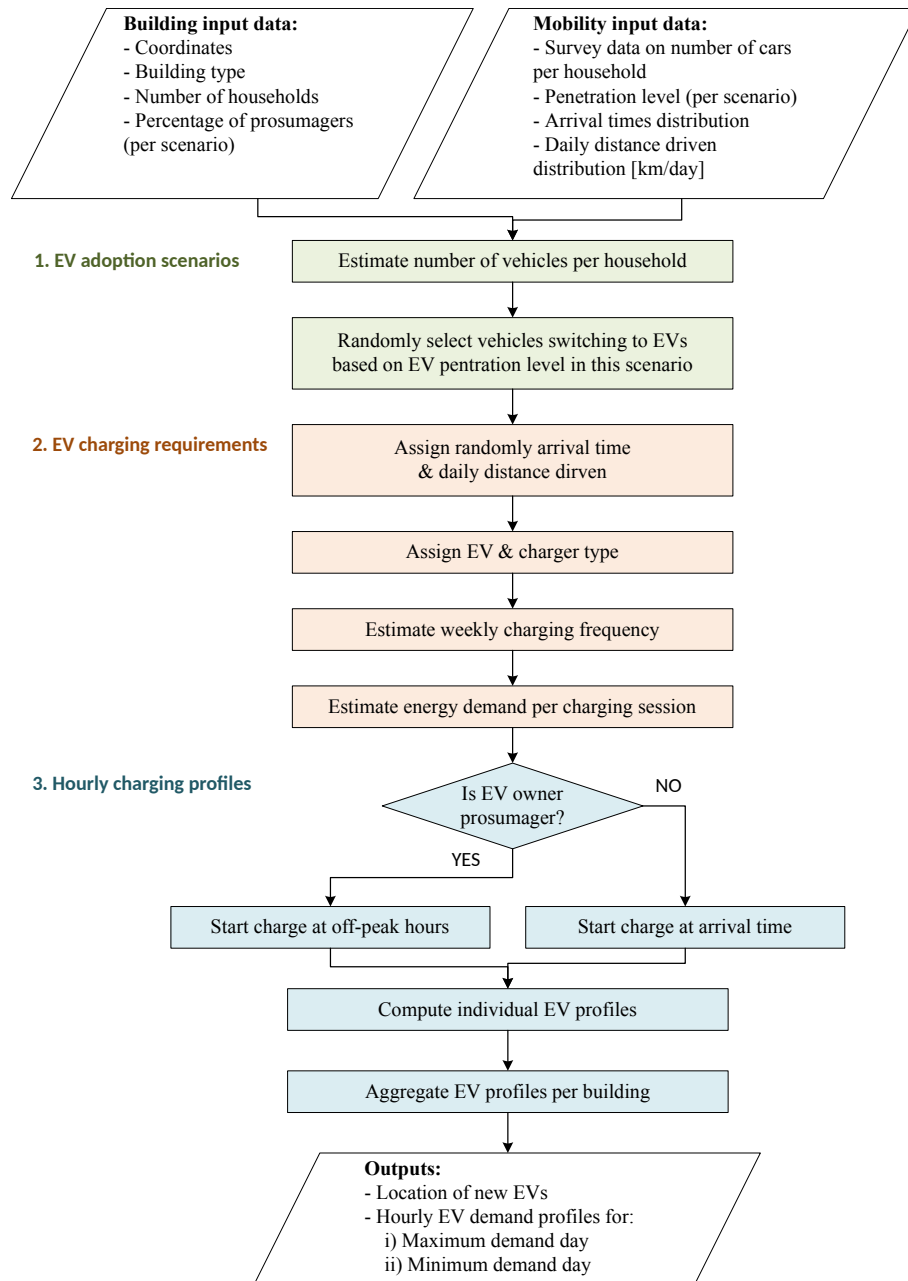 Building input data:
- Coordinates
- Building type
- Number of households
- Percentage of prosumagers
(per scenario)
Mobility input data:
- Survey data on number of cars
per household
- Penetration level (per scenario)
- Arrival times distribution
- Daily distance driven
distribution [km/day]
1. EV adoption scenarios
Estimate number of vehicles per household
Randomly select vehicles switching to EVs
based on EV pentration level in this scenario
2. EV charging requirements
Assign randomly arrival time
& daily distance dirven
Assign EV & charger type
Estimate weekly charging frequency
Estimate energy demand per charging session
3. Hourly charging profiles
Is EV owner
prosumager?
NO
YES
Start charge at off-peak hours
Start charge at arrival time
Compute individual EV profiles
Aggregate EV profiles per building
Outputs:
- Location of new EVs
- Hourly EV demand profiles for:
i) Maximum demand day
ii) Minimum demand day